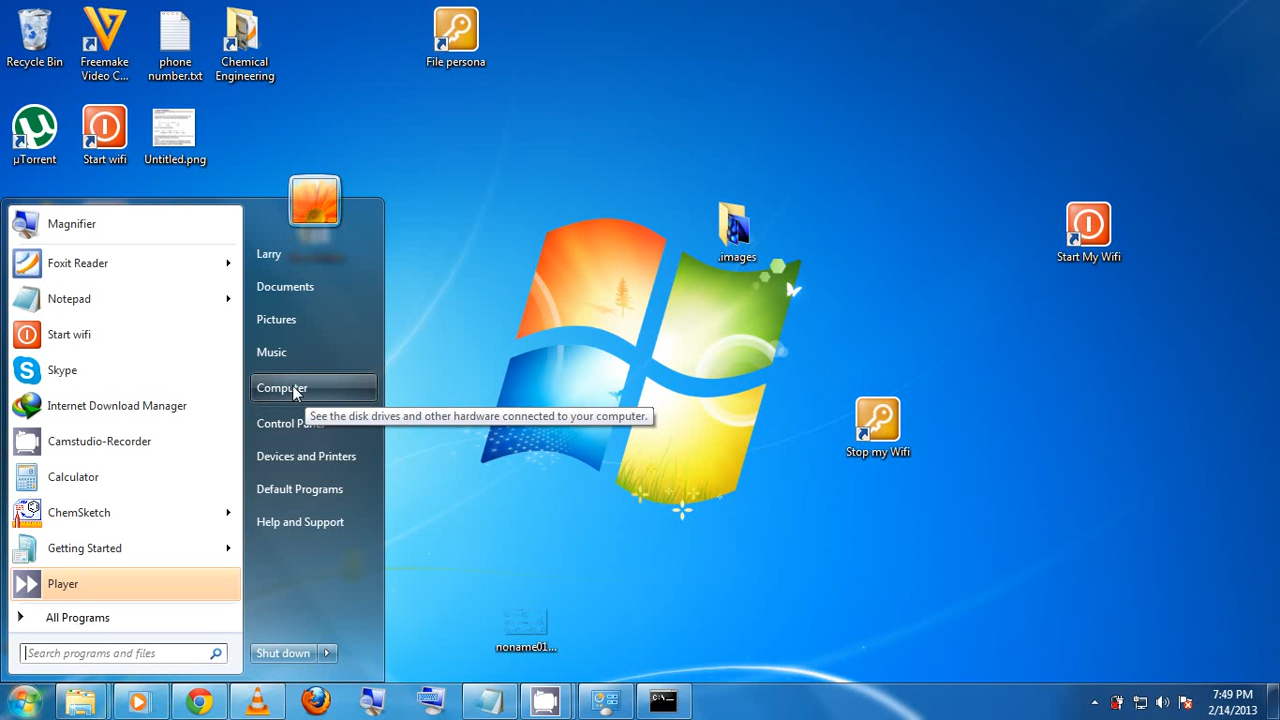 Recycle Bin
Freemake
Video C...
phone
number.txt
Chemical
Engineering
File persona
µTorrent
Start wifi
Untitled.png
.images
Start My Wifi
Stop my Wifi
noname01...
Magnifier
Foxit Reader
Notepad
Start wifi
Skype
Internet Download Manager
Camstudio-Recorder
Calculator
ChemSketch
Getting Started
Player
All Programs
Search programs and files
Larry
Documents
Pictures
Music
Computer
See the disk drives and other hardware connected to your computer.
Control
Devices and Printers
Default Programs
Help and Support
Shut down
7:49 PM
2/14/2013